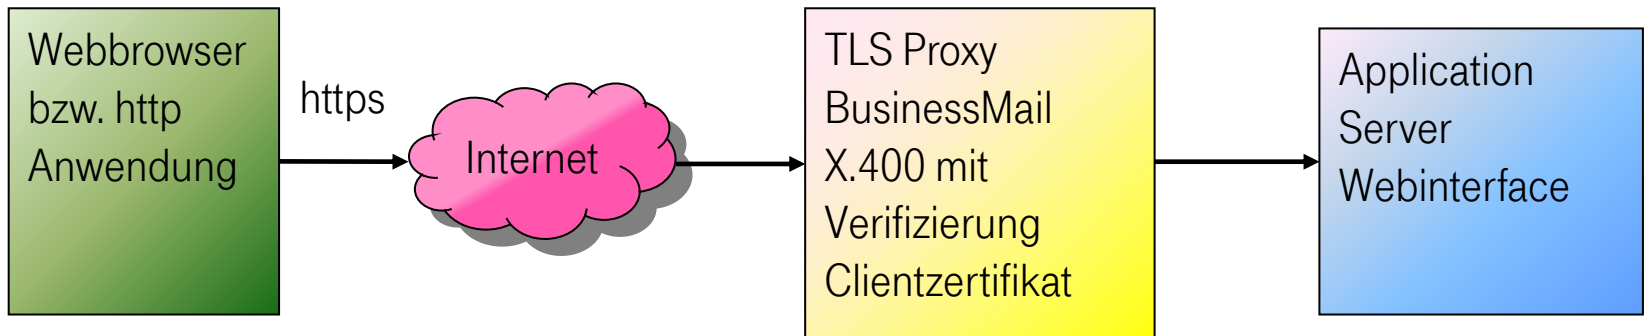 Webbrowser
bzw. http
Anwendung
https
Internet
TLS Proxy
BusinessMail
X.400 mit
Verifizierung
Clientzertifikat
Application
Server
Webinterface